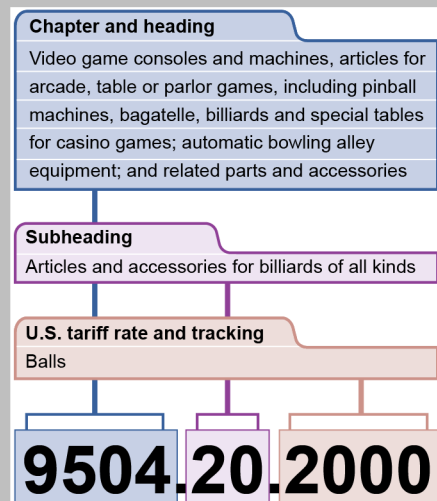 Chapter and heading
Video game consoles and machines, articles for
arcade, table or parlor games, including pinball
machines, bagatelle, billiards and special tables
for casino games; automatic bowling alley
equipment; and related parts and accessories
Subheading
Articles and accessories for billiards of all kinds
U.S. tariff rate and tracking
Balls
9504.20.2000